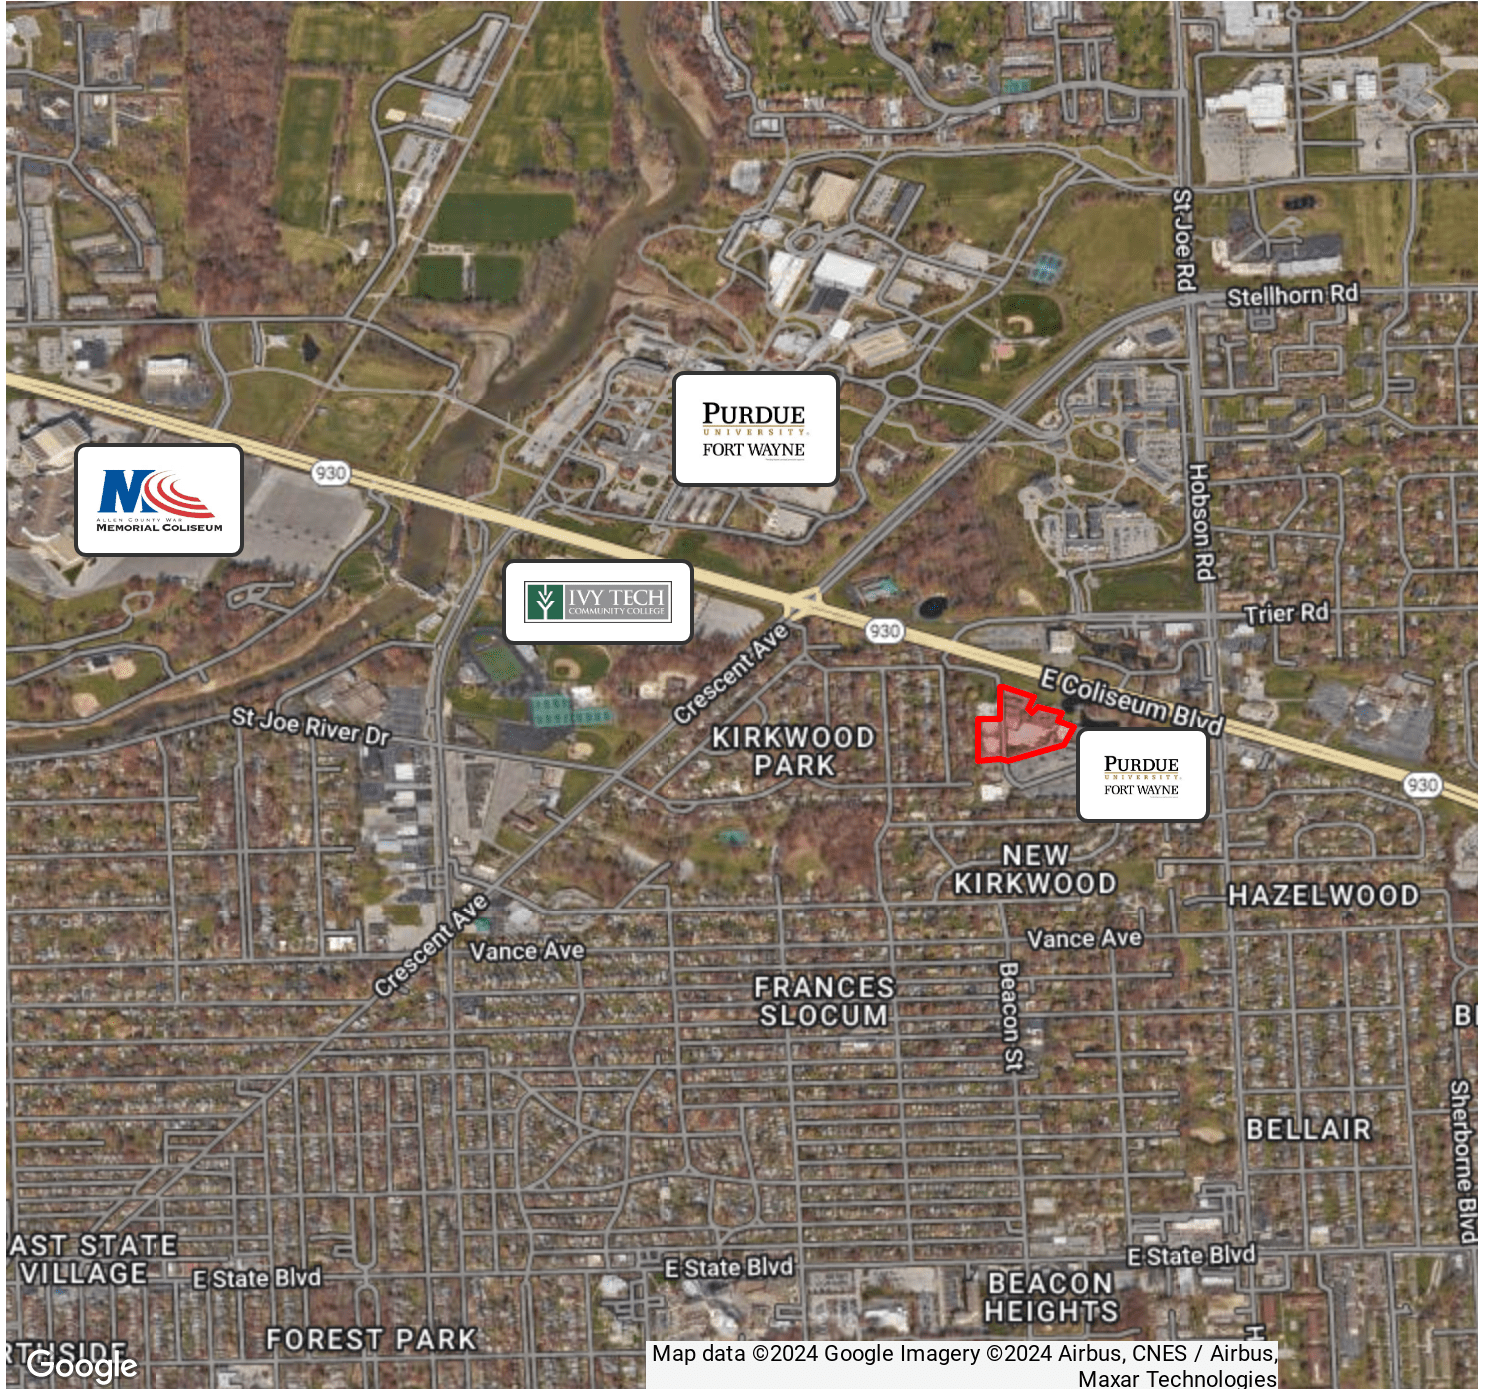 St Joe Rd
Stellhorn Rd
PURDUE
UNIVERSITY
FORT WAYNE
930
M
ALLEN COUNTY WAR
MEMORIAL COLISEUM
Hobson Rd
IVY TECH
COMMUNITY COLLEGE
Trier Rd
930
Crescent Ave
E Coliseum Blvd
St Joe River Dr
KIRKWOOD
PARK
PURDUE
UNIVERSITY
FORT WAYNE
930
NEW
KIRKWOOD
HAZELWOOD
Crescent Ave
Vance Ave
Vance Ave
FRANCES
SLOCUM
Beacon St
B
BELLAIR
Sherborne Blvd
AST STATE
VILLAGE
E State Blvd
E State Blvd
E State Blvd
BEACON
HEIGHTS
FOREST PARK
RTHSIDE
H
Google
Map data ©2024 Google Imagery ©2024 Airbus, CNES / Airbus,
Maxar Technologies